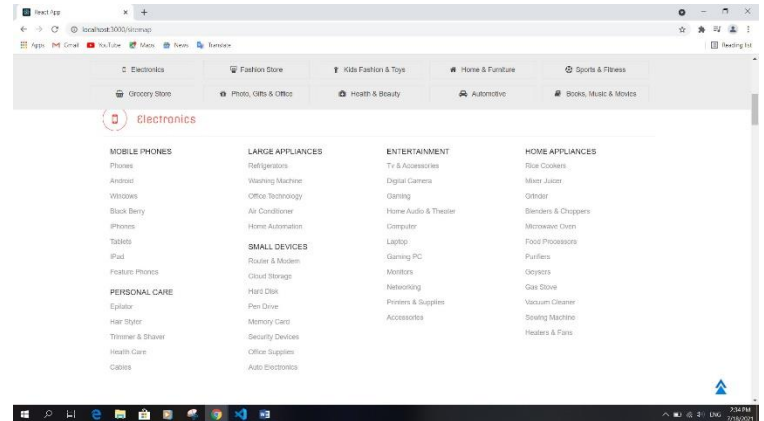 React App
localhost:3000/sitemap
Apps Gmail YouTube Maps News Translate Reading list
Electronics Fashion Store Kids Fashion & Toys Home & Furniture Sports & Fitness
Grocery Store Photo, Gifts & Office Health & Beauty Automotive Books, Music & Movies
Electronics
MOBILE PHONES
Phones
Android
Windows
Black Berry
iPhones
Tablets
iPad
Feature Phones
PERSONAL CARE
Epilator
Hair Styler
Trimmer & Shaver
Health Care
Cables
LARGE APPLIANCES
Refrigerators
Washing Machine
Office Technology
Air Conditioner
Home Automation
SMALL DEVICES
Router & Modem
Cloud Storage
Hard Disk
Pen Drive
Memory Card
Security Devices
Office Supplies
Auto Electronics
ENTERTAINMENT
Tv & Accessories
Digital Camera
Gaming
Home Audio & Theater
Computer
Laptop
Gaming PC
Monitors
Networking
Printers & Supplies
Accessories
HOME APPLIANCES
Rice Cookers
Mixer Juicer
Grinder
Blenders & Choppers
Microwave Oven
Food Processors
Purifiers
Geysers
Gas Stove
Vacuum Cleaner
Sewing Machine
Heaters & Fans
ENG
2:34 PM
7/18/2021